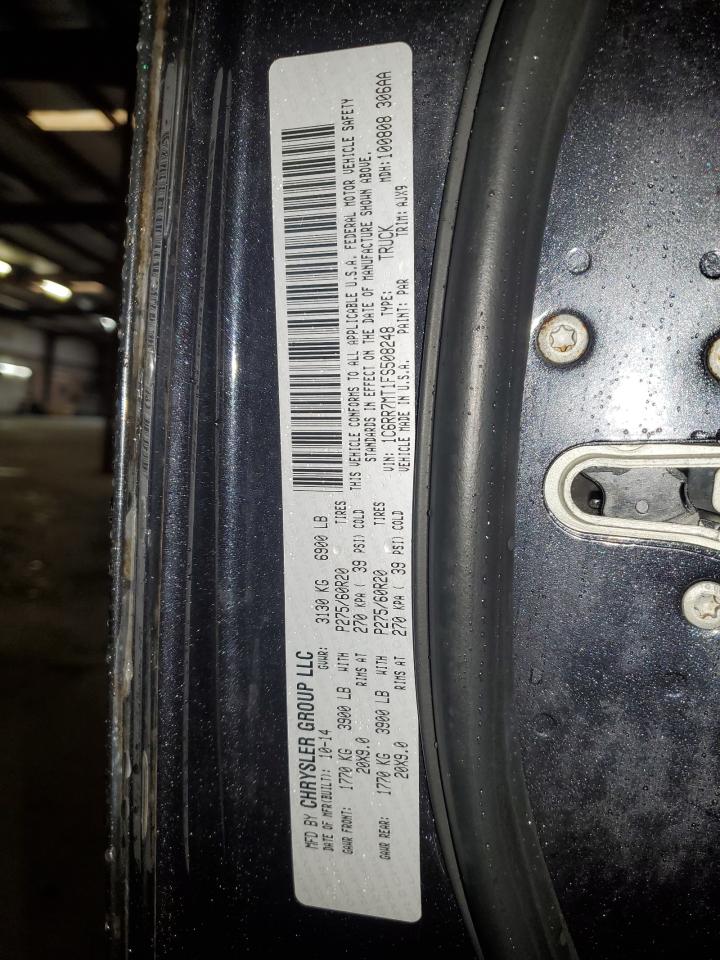 MFD BY CHRYSLER GROUP LLC
DATE OF MFR(BUILT): 10-14 GVWR: 3130 KG 6900 LB
GAWR FRONT: 1770 KG 3900 LB WITH P275/60R20 TIRES
20X9.0 RIMS AT 270 KPA ( 39 PSI) COLD
GAWR REAR: 1770 KG 3900 LB WITH P275/60R20 TIRES
20X9.0 RIMS AT 270 KPA ( 39 PSI) COLD
THIS VEHICLE CONFORMS TO ALL APPLICABLE U.S.A. FEDERAL MOTOR VEHICLE SAFETY
STANDARDS IN EFFECT ON THE DATE OF MANUFACTURE SHOWN ABOVE.
VIN: 1C6RR7MT1FS508248 TYPE: TRUCK MDH:100808 306AA
VEHICLE MADE IN U.S.A. PAINT: PAR TRIM: AJX9